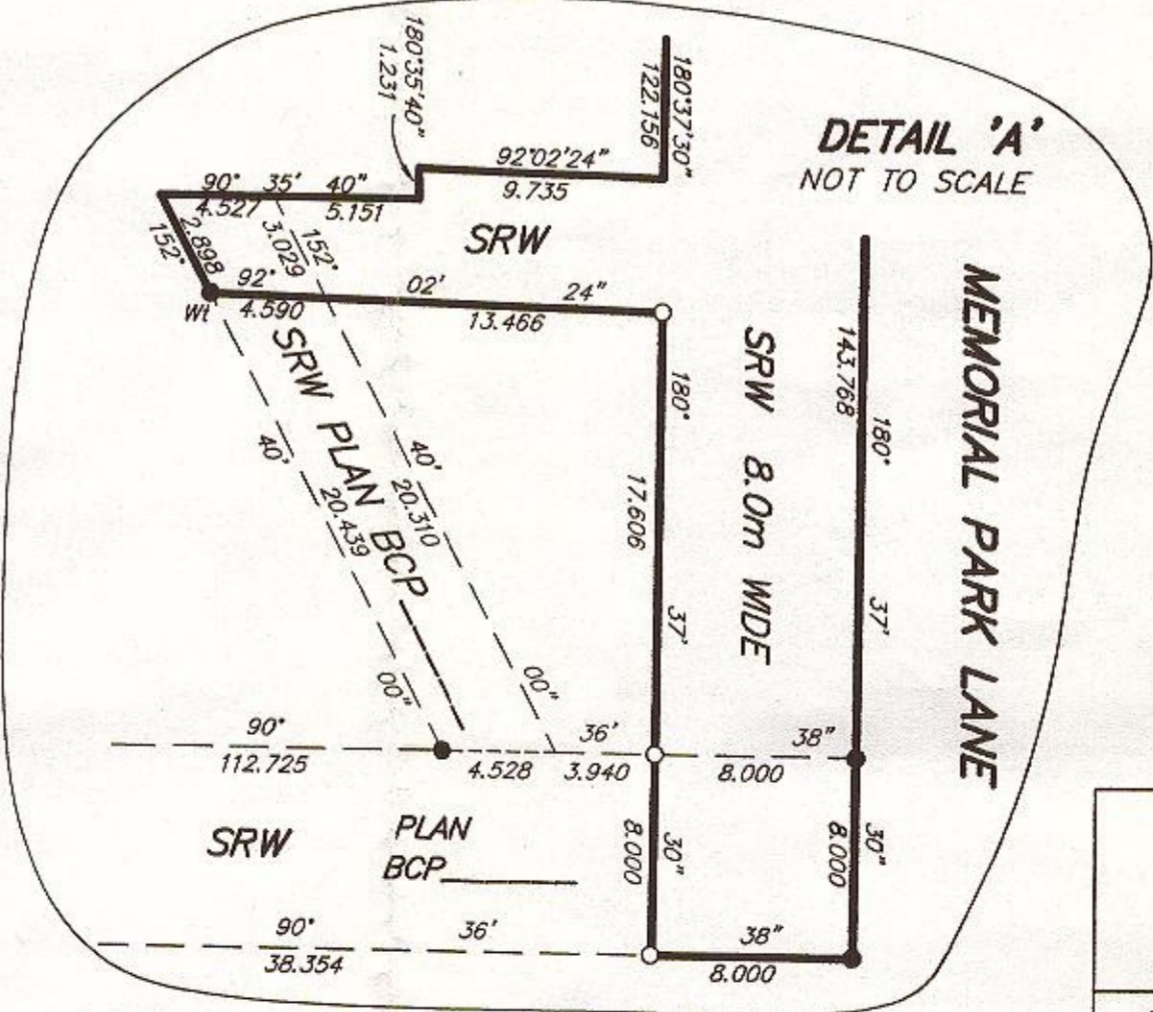 DETAIL 'A'
NOT TO SCALE
180°37'30"
122.156
180°35'40"
1.231
92°02'24"
9.735
90° 35' 40"
4.527 5.151
152°
2.898
3.029
152°
SRW
92° 02' 24"
4.590 13.466
Wt
SRW PLAN BCP
40'
20.310
00"
40'
20.439
00"
180°
17.606
37'
SRW 8.0m WIDE
143.768
180°
37'
MEMORIAL PARK LANE
90° 36' 38"
112.725 4.528 3.940 8.000
30"
8.000
30"
8.000
SRW
PLAN
BCP
90° 36' 38"
38.354 8.000